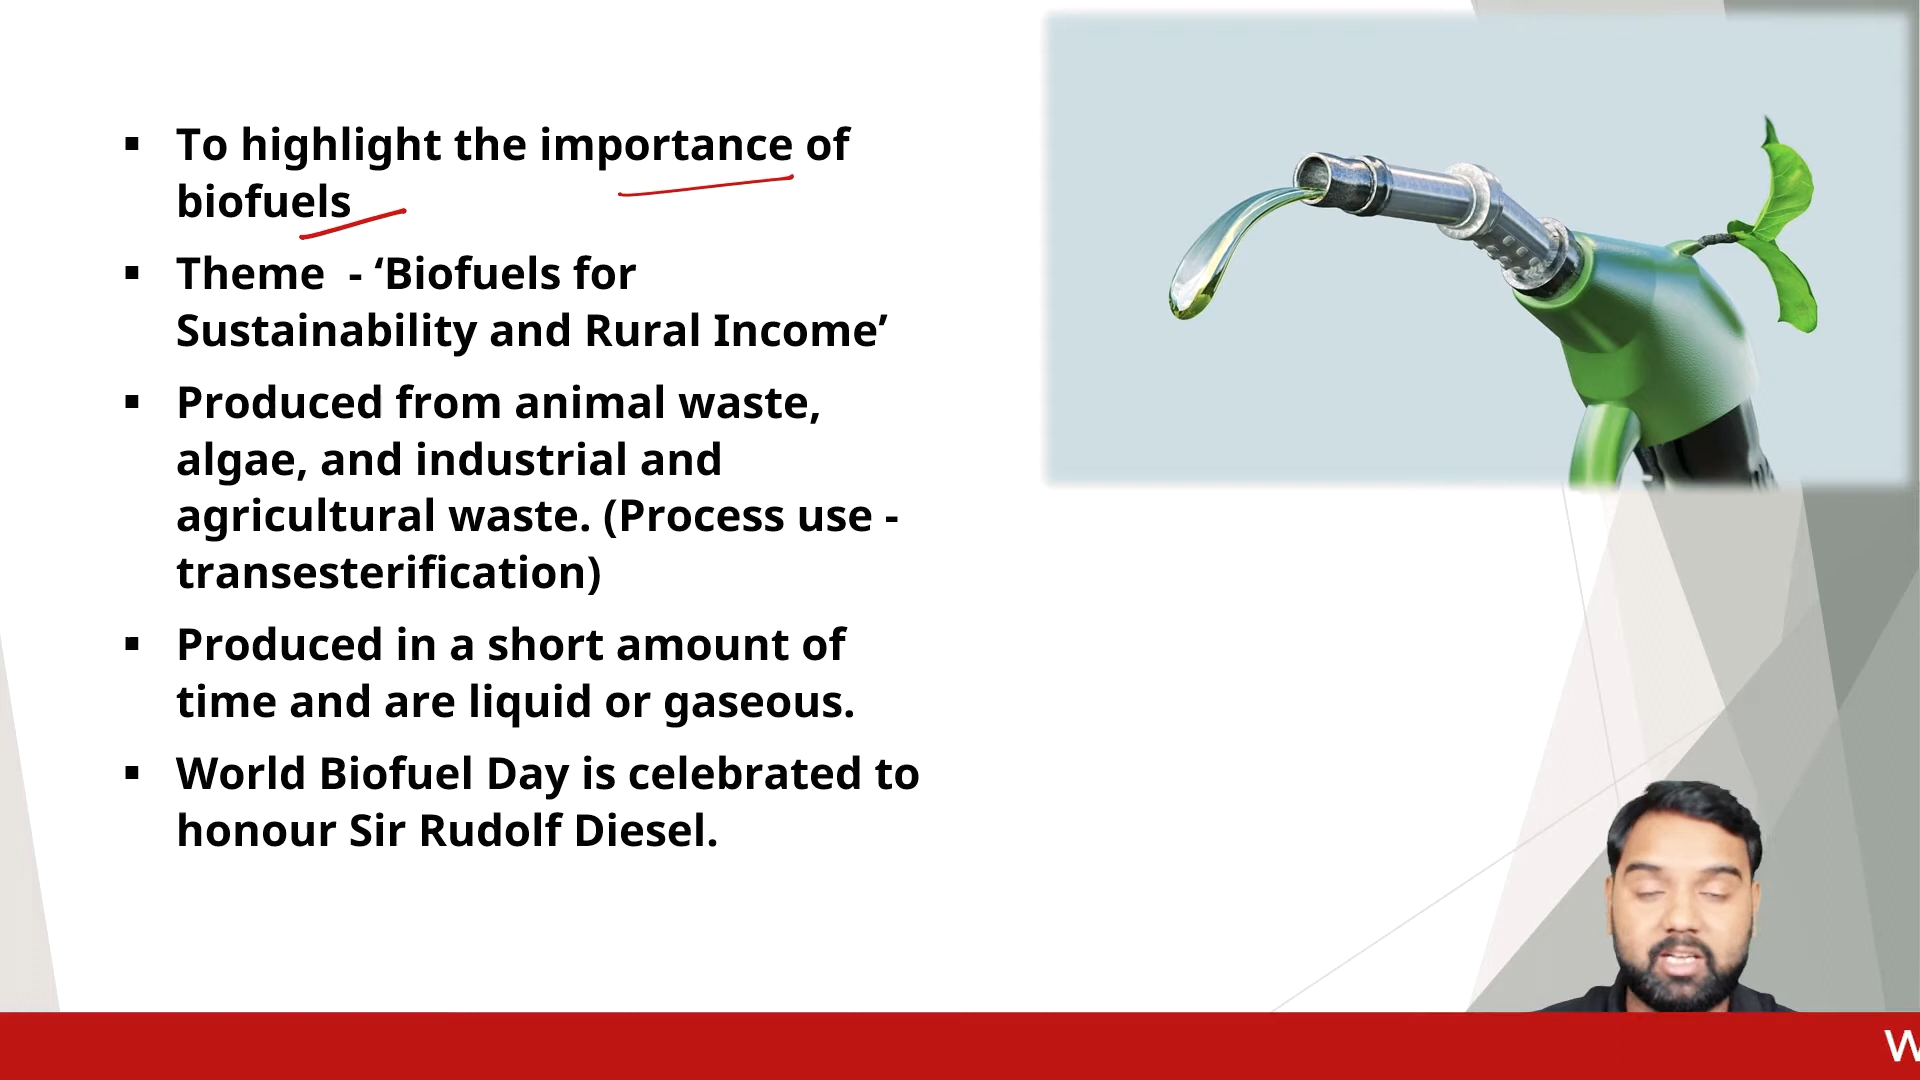 ▪ To highlight the importance of
biofuels
▪ Theme  - ‘Biofuels for
Sustainability and Rural Income’
▪ Produced from animal waste,
algae, and industrial and
agricultural waste. (Process use -
transesterification)
▪ Produced in a short amount of
time and are liquid or gaseous.
▪ World Biofuel Day is celebrated to
honour Sir Rudolf Diesel.
W